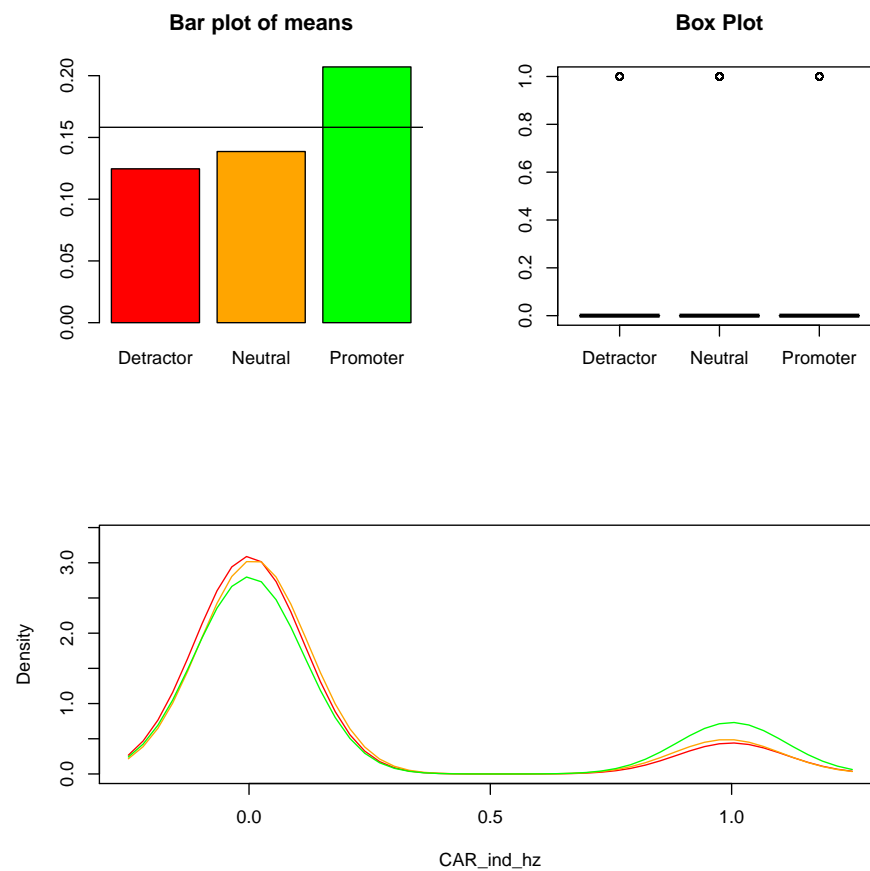 Bar plot of means
0.20
0.15
0.10
0.05
0.00
Detractor Neutral Promoter
Box Plot
1.0
0.8
0.6
0.4
0.2
0.0
Detractor Neutral Promoter
Density
3.0
2.0
1.0
0.0
0.0 0.5 1.0
CAR_ind_hz